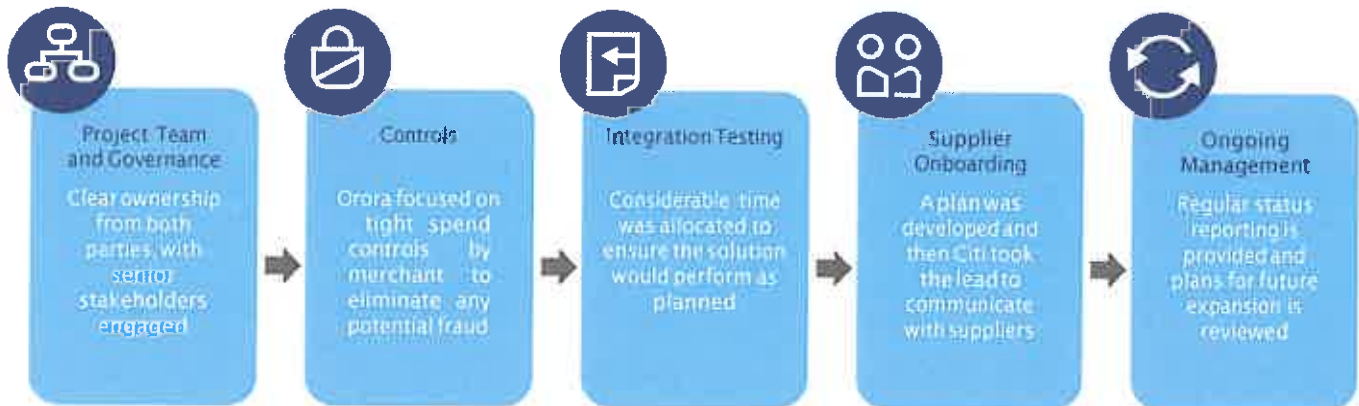 Project Team
and Governance
Clear ownership
from both
parties, with
senior
stakeholders
engaged
Controls
Orora focused on
tight spend
controls by
merchant to
eliminate any
potential fraud
Integration Testing
Considerable time
was allocated to
ensure the solution
would perform as
planned
Supplier
Onboarding
A plan was
developed and
then Citi took
the lead to
communicate
with suppliers
Ongoing
Management
Regular status
reporting is
provided and
plans for future
expansion is
reviewed